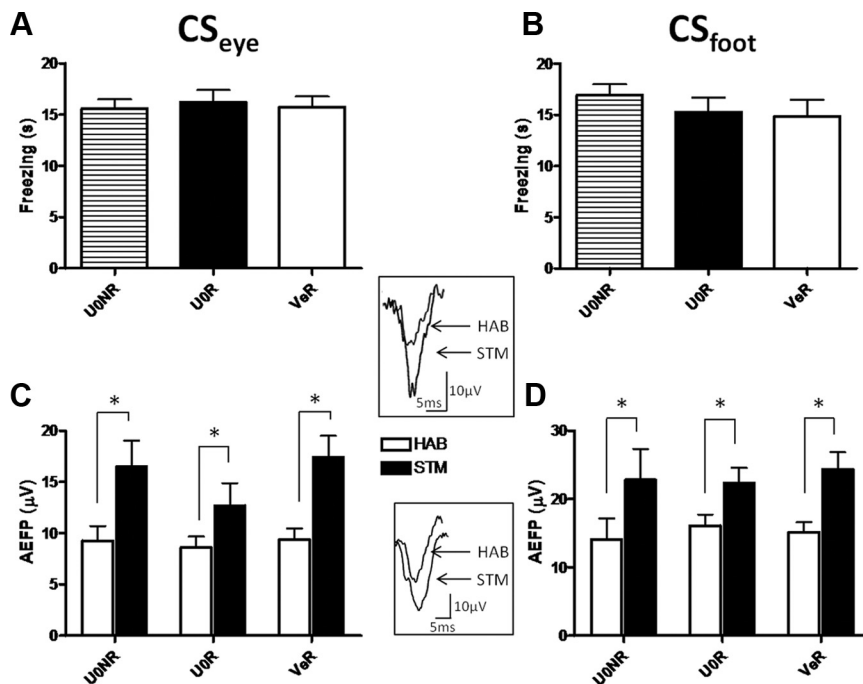 A
CSeye
B
CSfoot
20
15
10
5
0
Freezing (s)
U0NR
U0R
VeR
20
15
10
5
0
Freezing (s)
U0NR
U0R
VeR
HAB
STM
10μV
5ms
C
D
20
15
10
5
0
AEFP (μV)
*
*
*
U0NR
U0R
VeR
HAB
STM
HAB
STM
10μV
5ms
30
20
10
0
AEFP (μV)
*
*
*
U0NR
U0R
VeR